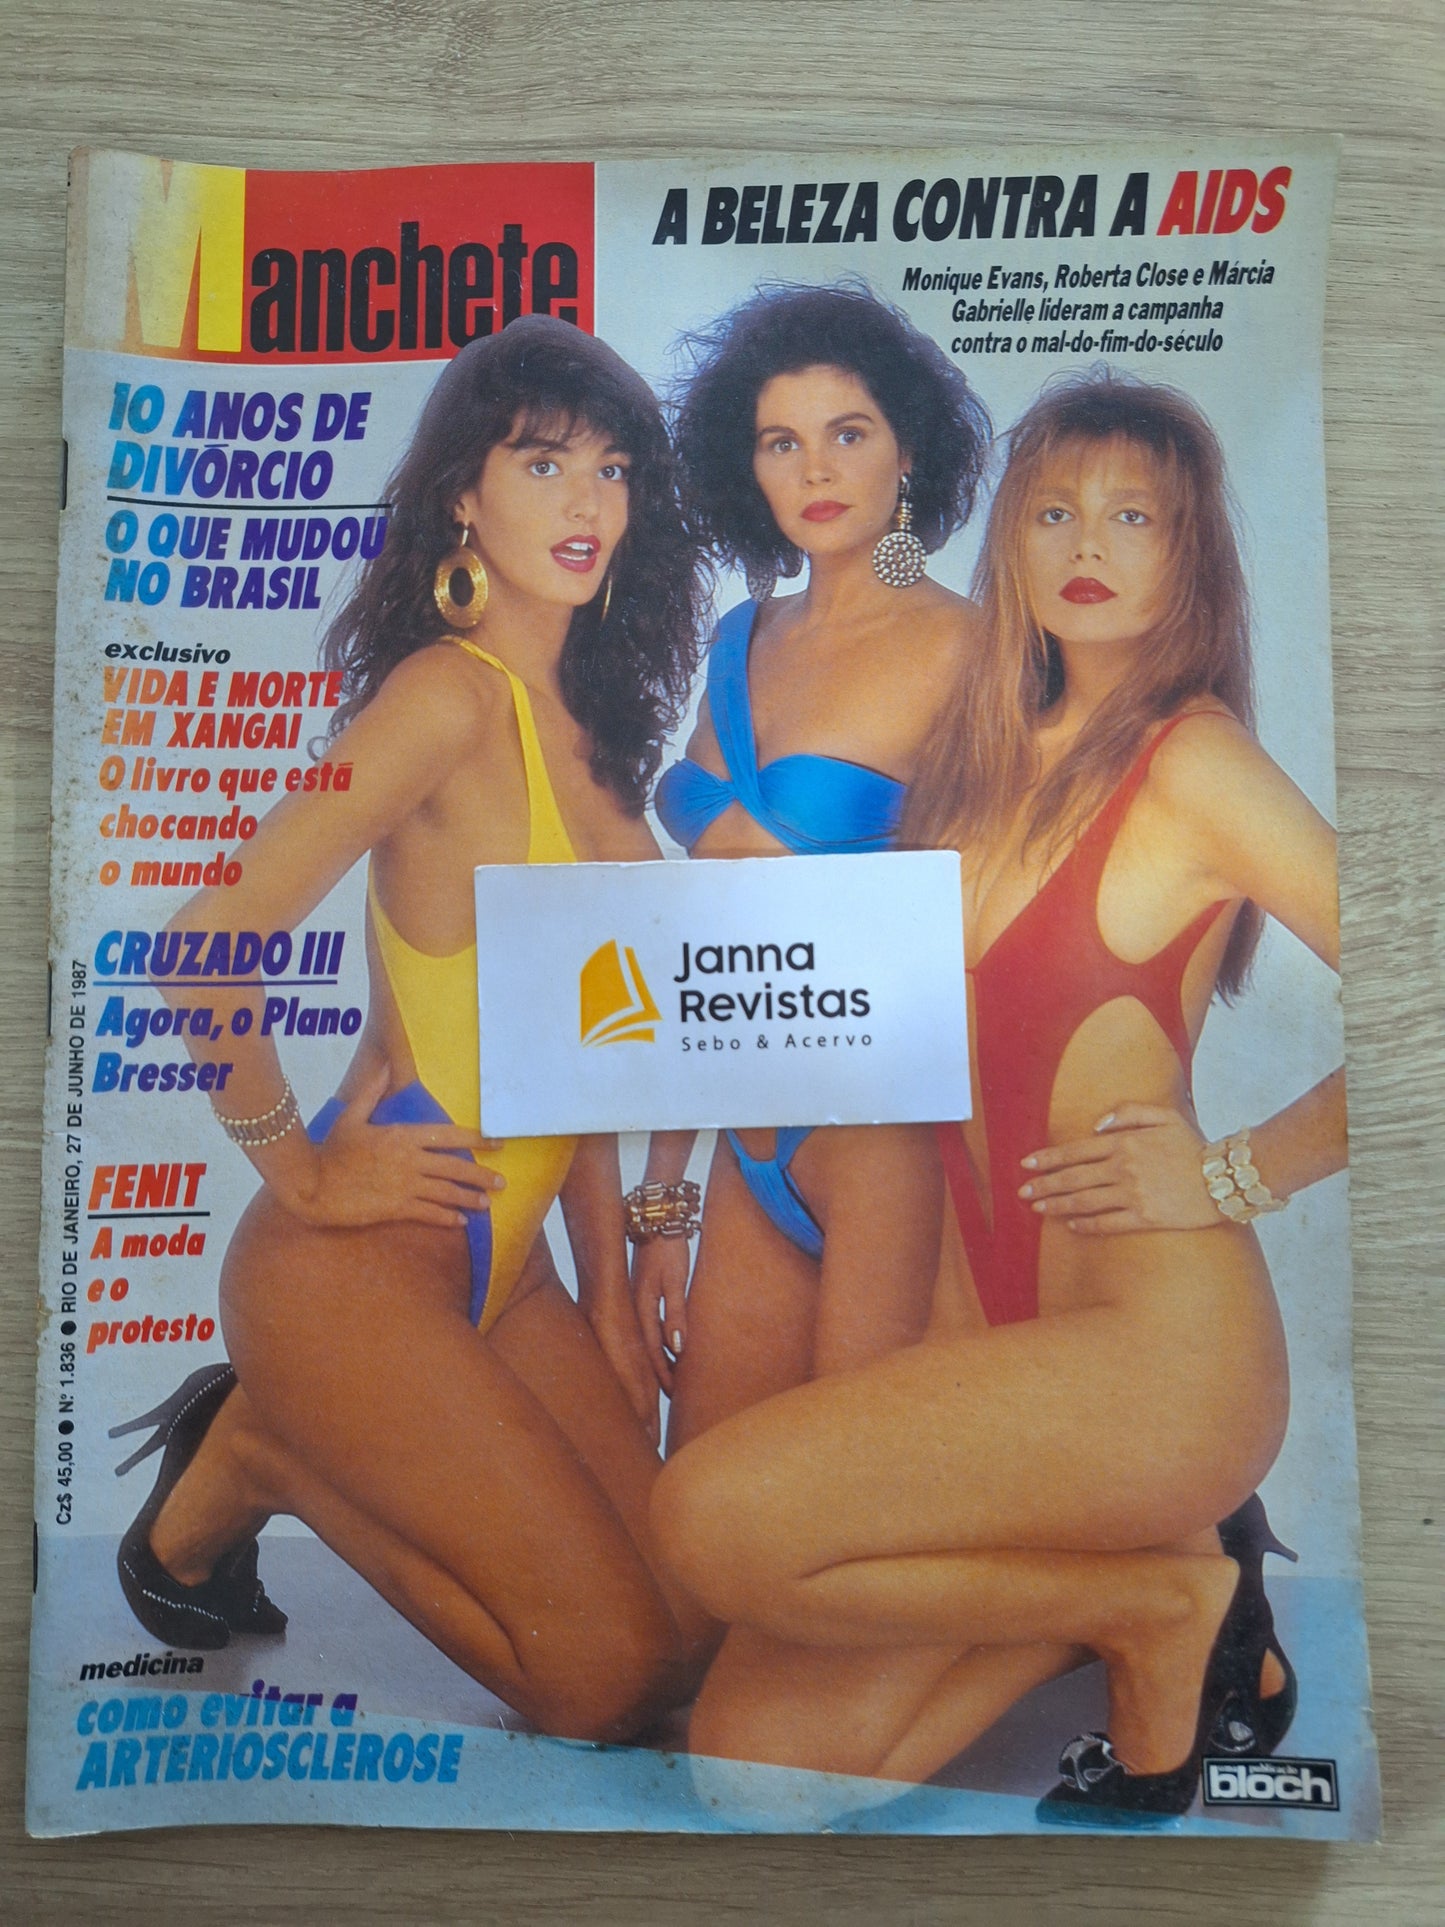 Manchete
A BELEZA CONTRA A AIDS
Monique Evans, Roberta Close e Márcia
Gabrielle lideram a campanha
contra o mal-do-fim-do-século
10 ANOS DE
DIVÓRCIO
O QUE MUDOU
NO BRASIL
exclusivo
VIDA E MORTE
EM XANGAI
O livro que está
chocando
o mundo
CRUZADO III
Agora, o Plano
Bresser
FENIT
A moda
e o
protesto
medicina
como evitar a
ARTERIOSCLEROSE
Cz$ 45,00 ● Nº 1.836 ● RIO DE JANEIRO, 27 DE JUNHO DE 1987
Janna
Revistas
Sebo & Acervo
bloch